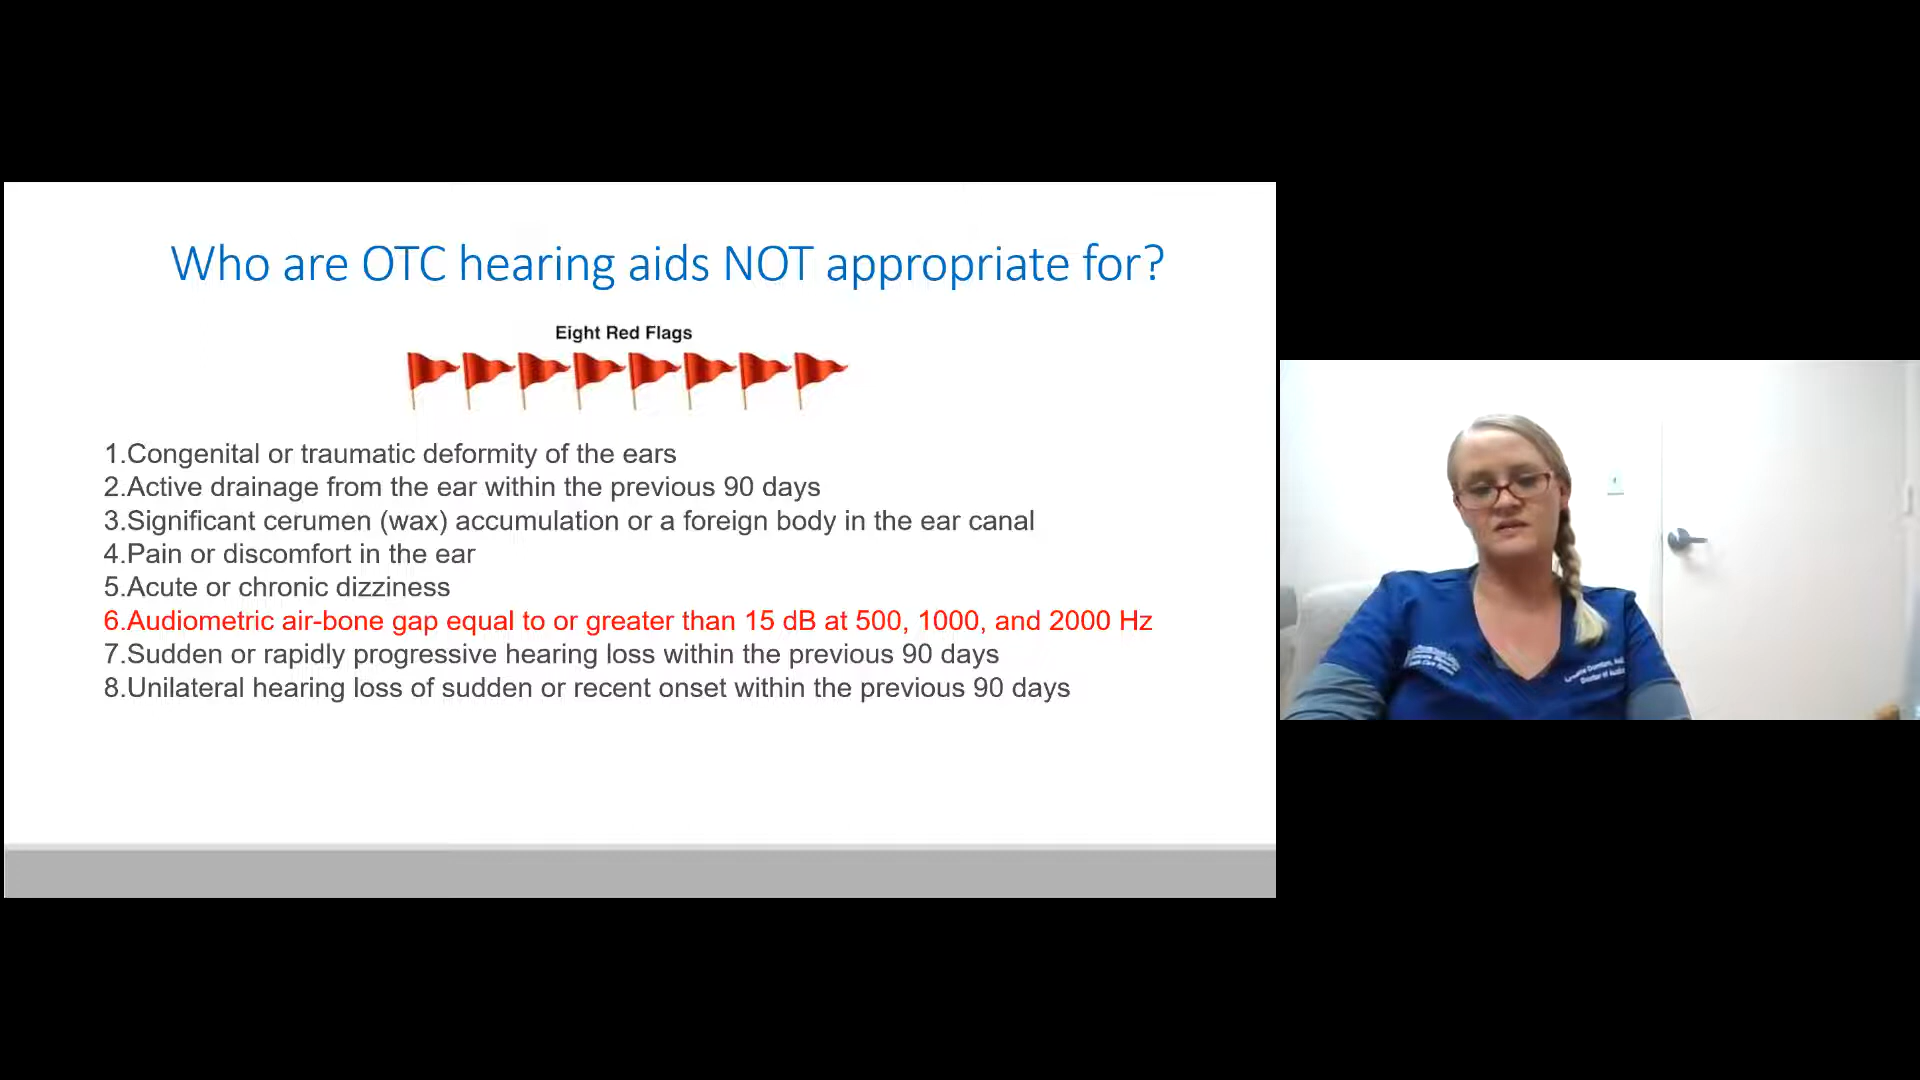 Who are OTC hearing aids NOT appropriate for?
Eight Red Flags
1.Congenital or traumatic deformity of the ears
2.Active drainage from the ear within the previous 90 days
3.Significant cerumen (wax) accumulation or a foreign body in the ear canal
4.Pain or discomfort in the ear
5.Acute or chronic dizziness
6.Audiometric air-bone gap equal to or greater than 15 dB at 500, 1000, and 2000 Hz
7.Sudden or rapidly progressive hearing loss within the previous 90 days
8.Unilateral hearing loss of sudden or recent onset within the previous 90 days